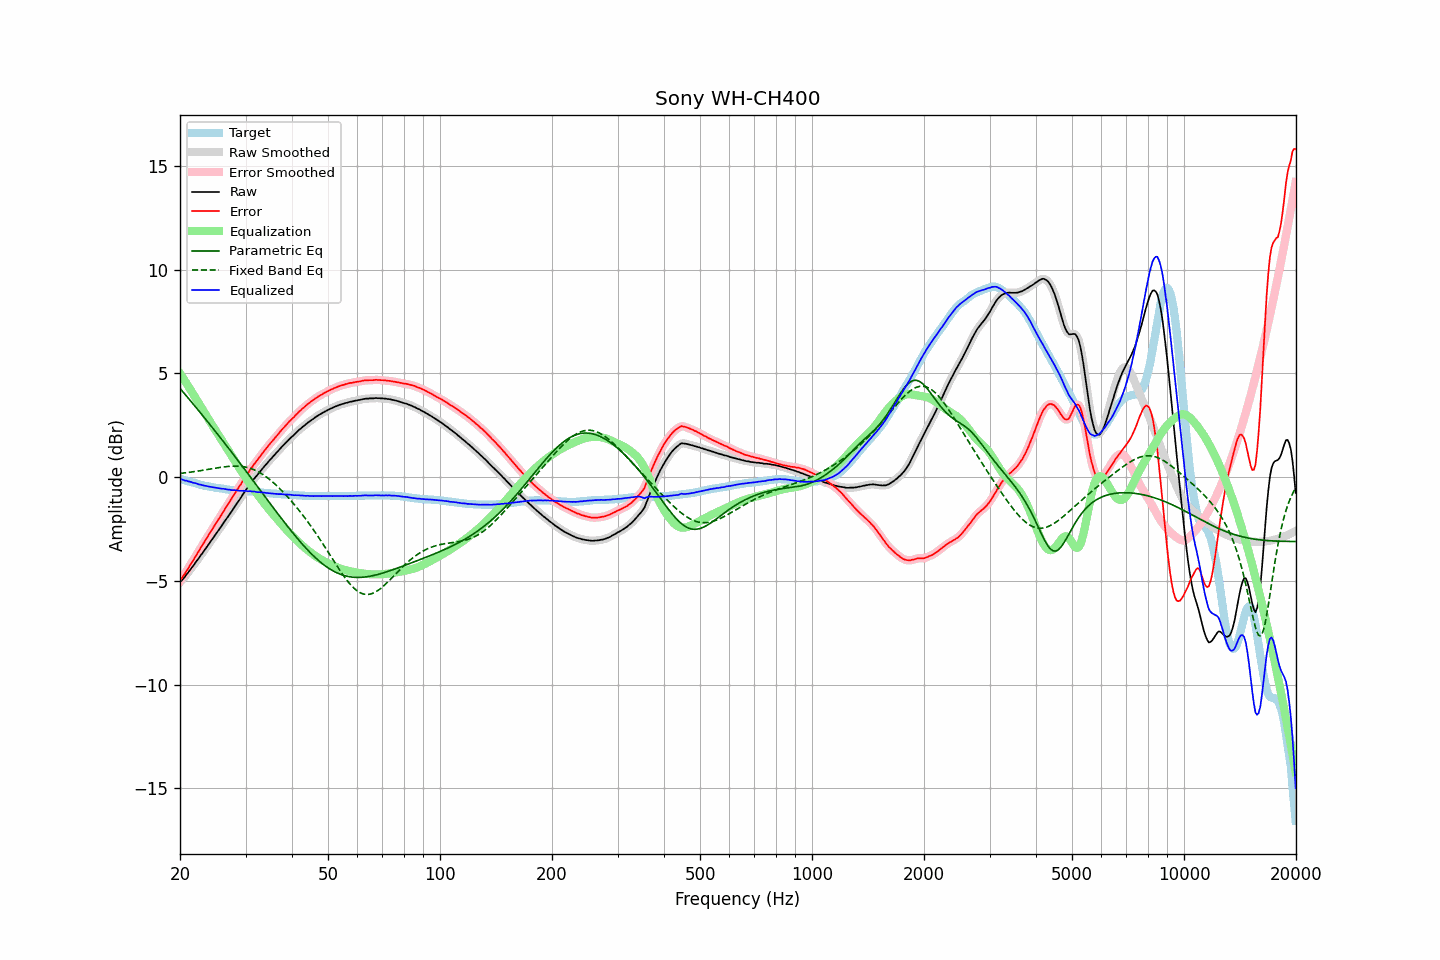 Sony WH-CH400
Target
Raw Smoothed
Error Smoothed
Raw
Error
Equalization
Parametric Eq
Fixed Band Eq
Equalized
15
10
5
0
−5
−10
−15
Amplitude (dBr)
20 50 100 200 500 1000 2000 5000 10000 20000
Frequency (Hz)